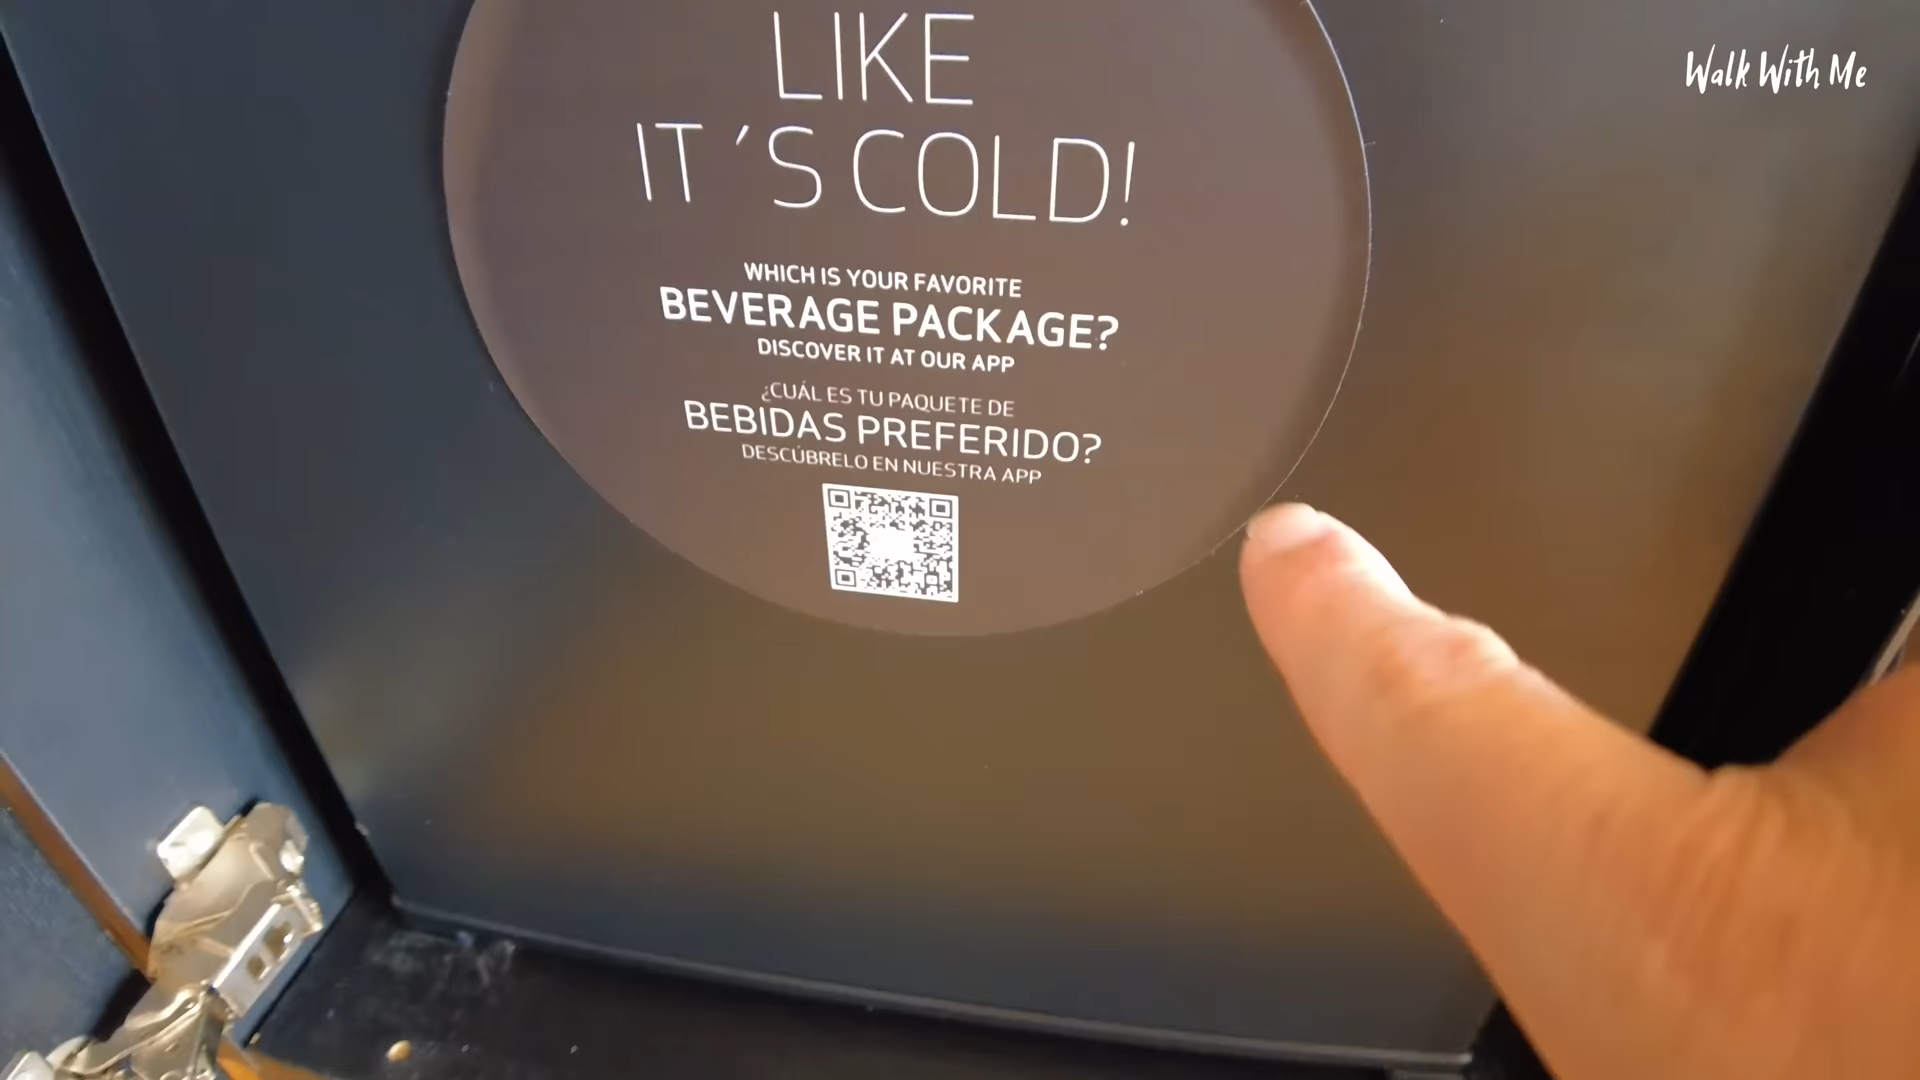 Walk With Me
LIKE
IT ´S COLD!
WHICH IS YOUR FAVORITE
BEVERAGE PACKAGE?
DISCOVER IT AT OUR APP
¿CUÁL ES TU PAQUETE DE
BEBIDAS PREFERIDO?
DESCÚBRELO EN NUESTRA APP